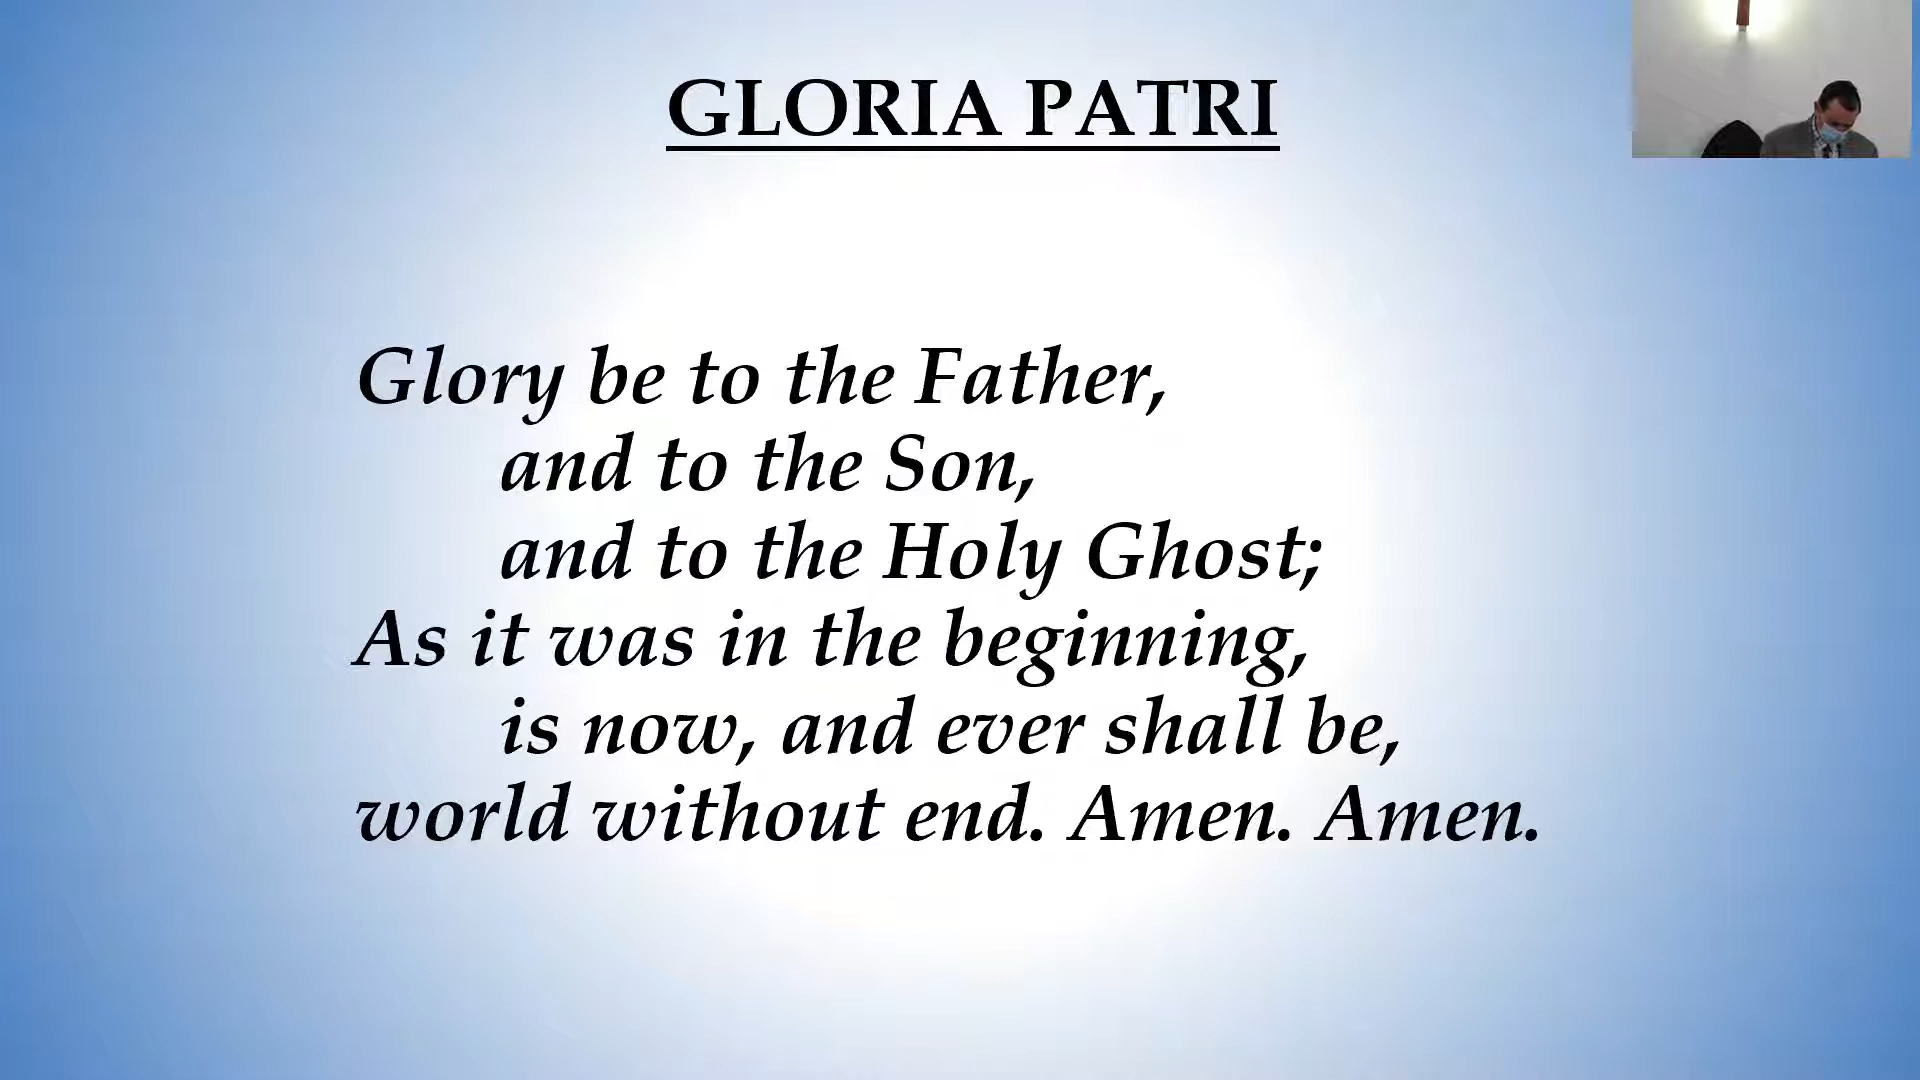 GLORIA PATRI
Glory be to the Father,
and to the Son,
and to the Holy Ghost;
As it was in the beginning,
is now, and ever shall be,
world without end. Amen. Amen.